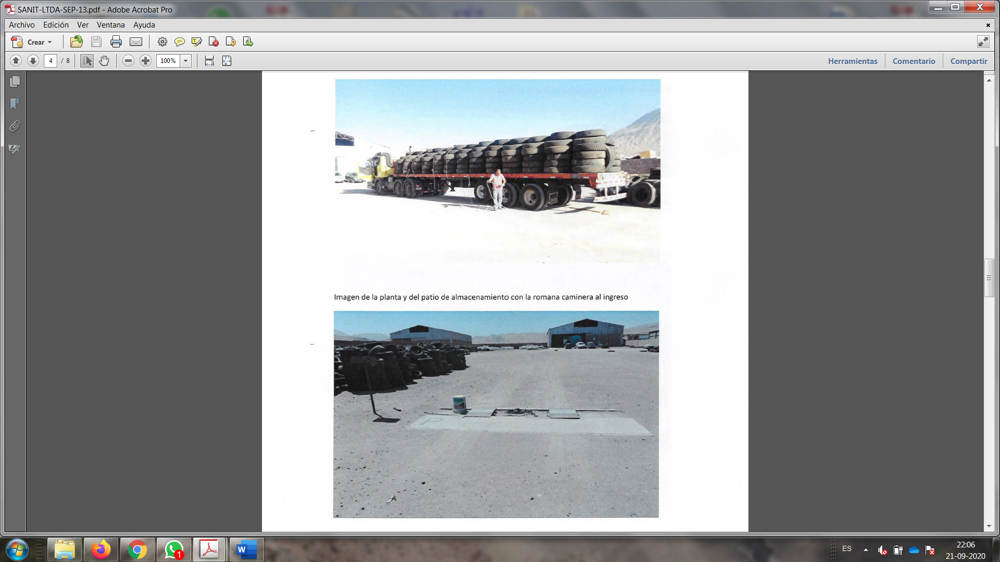 SANIT-LTDA-SEP-13.pdf - Adobe Acrobat Pro
Archivo Edición Ver Ventana Ayuda
Crear
4 / 8 100% Herramientas Comentario Compartir
Imagen de la planta y del patio de almacenamiento con la romana caminera al ingreso
1
W
ES
22:06
21-09-2020